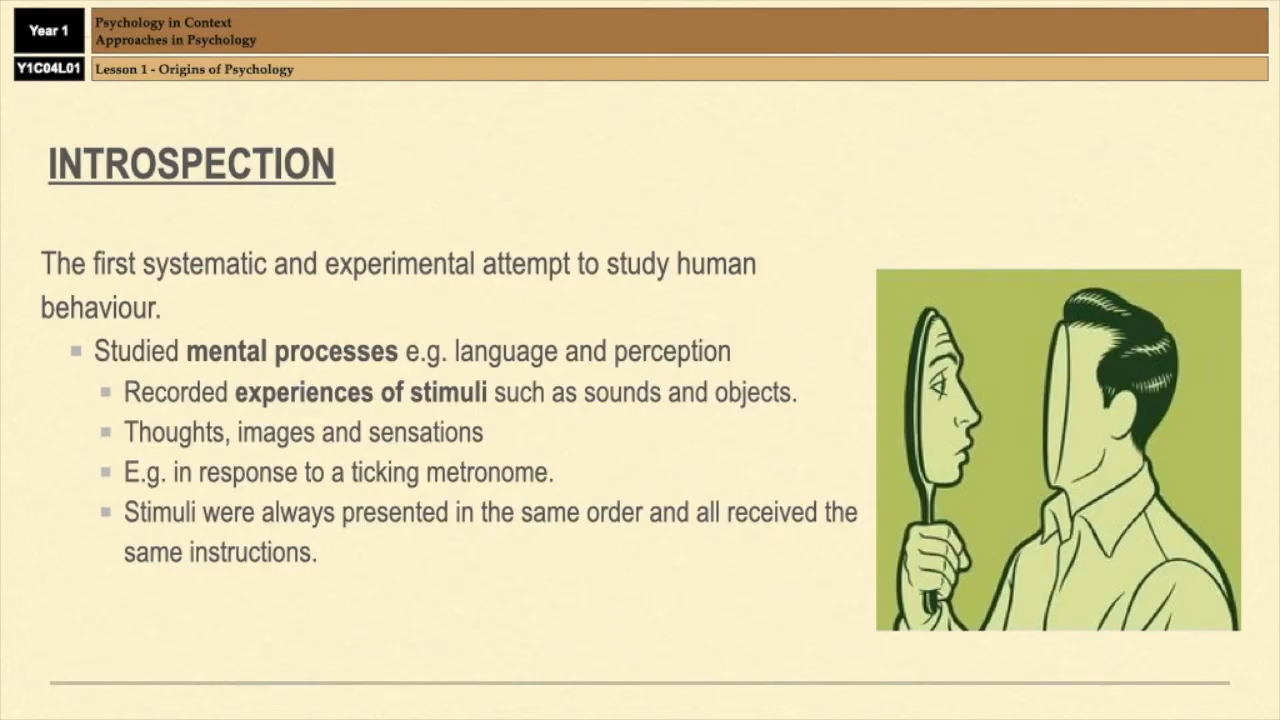 Year 1
Psychology in Context
Approaches in Psychology
Y1C04L01
Lesson 1 - Origins of Psychology
INTROSPECTION
The first systematic and experimental attempt to study human
behaviour.
Studied mental processes e.g. language and perception
Recorded experiences of stimuli such as sounds and objects.
Thoughts, images and sensations
E.g. in response to a ticking metronome.
Stimuli were always presented in the same order and all received the
same instructions.